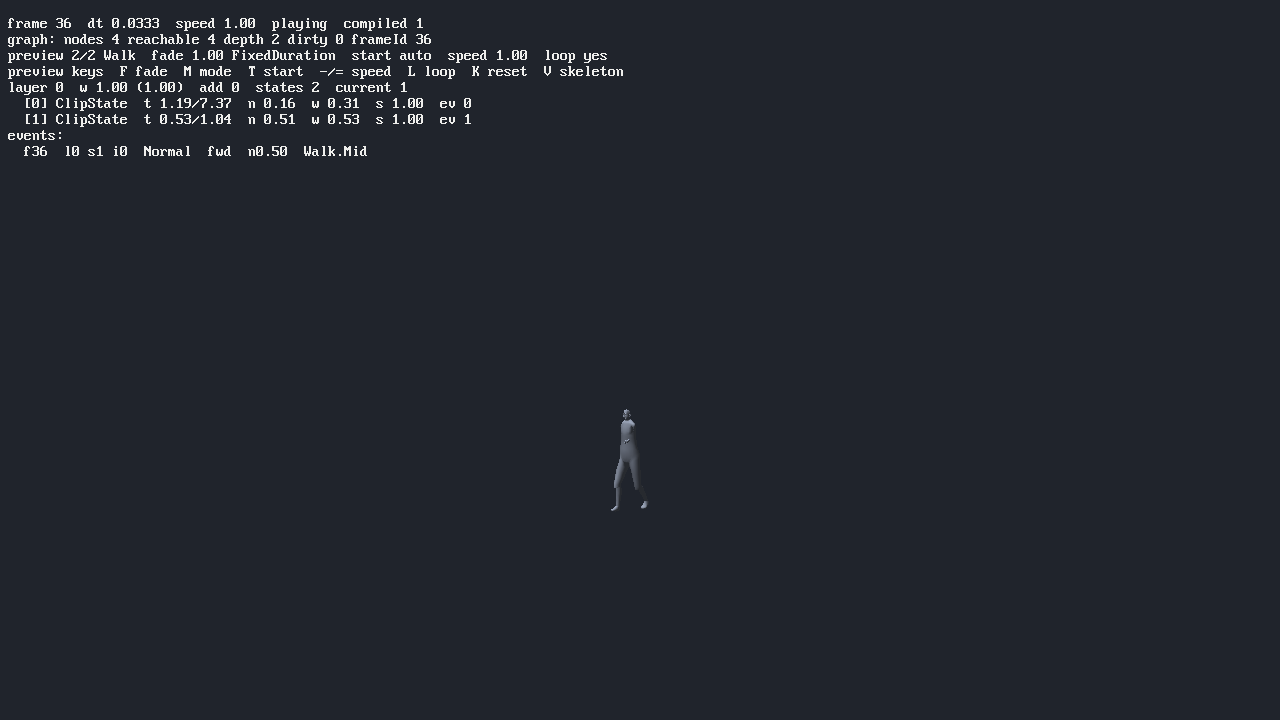 frame 36  dt 0.0333  speed 1.00  playing  compiled 1
graph: nodes 4 reachable 4 depth 2 dirty 0 frameId 36
preview 2/2 Walk  fade 1.00 FixedDuration  start auto  speed 1.00  loop yes
preview keys  F fade  M mode  T start  -/= speed  L loop  K reset  V skeleton
layer 0  w 1.00 (1.00)  add 0  states 2  current 1
[0] ClipState  t 1.19/7.37  n 0.16  w 0.31  s 1.00  ev 0
[1] ClipState  t 0.53/1.04  n 0.51  w 0.53  s 1.00  ev 1
events:
f36  l0 s1 i0  Normal  fwd  n0.50  Walk.Mid